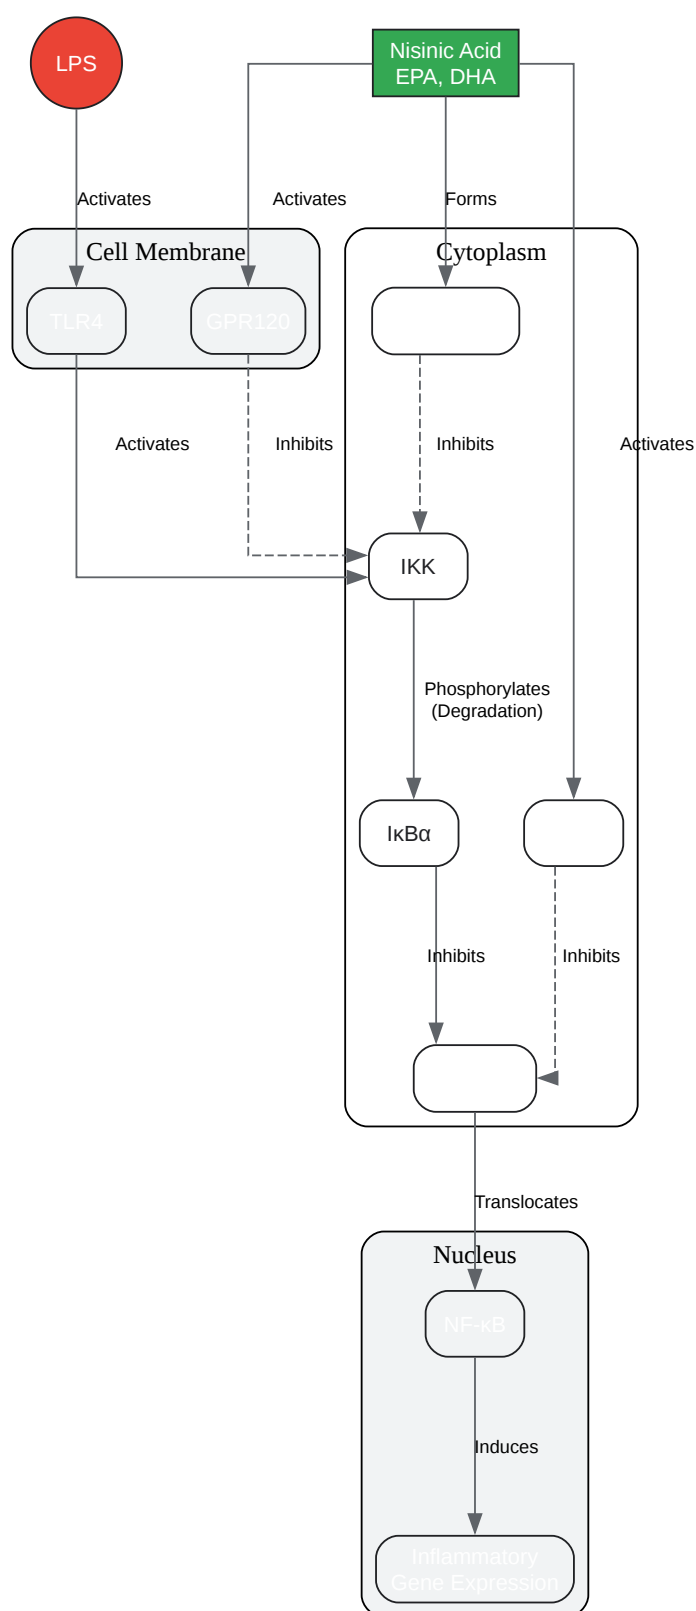 LPS
Nisinic Acid
EPA, DHA
Activates
Activates
Forms
Cell Membrane
Cytoplasm
TLR4
GPR120
Activates
Inhibits
Inhibits
Activates
IKK
Phosphorylates
(Degradation)
IκBα
Inhibits
Inhibits
Translocates
Nucleus
NF-κB
Induces
Inflammatory
Gene Expression